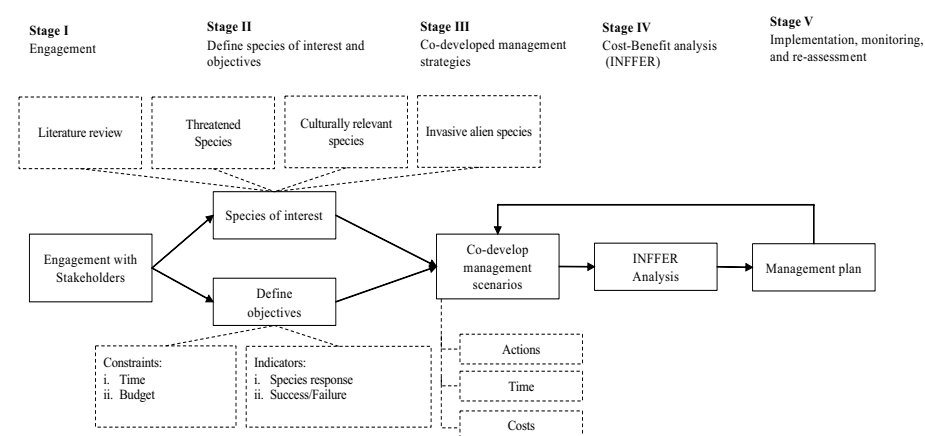 Stage I
Engagement
Stage II
Define species of interest and
objectives
Stage III
Co-developed management
strategies
Stage IV
Cost-Benefit analysis
(INFFER)
Stage V
Implementation, monitoring,
and re-assessment
Literature review
Threatened
Species
Culturally relevant
species
Invasive alien species
Species of interest
Engagement with
Stakeholders
Define
objectives
Co-develop
management
scenarios
INFFER
Analysis
Management plan
Constraints:
i. Time
ii. Budget
Indicators:
i. Species response
ii. Success/Failure
Actions
Time
Costs